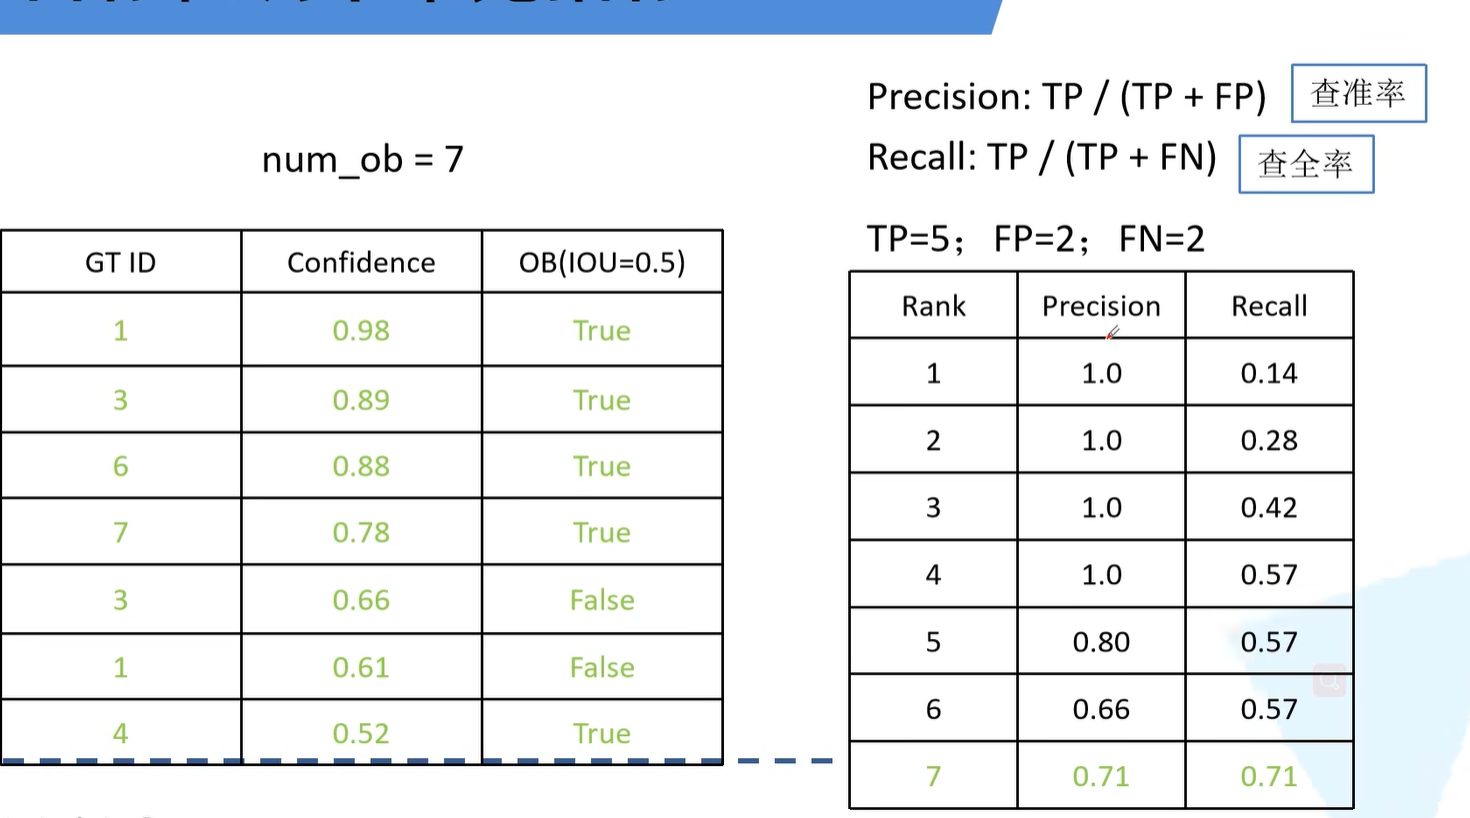 Precision: TP / (TP + FP) 查准率
num_ob = 7
Recall: TP / (TP + FN) 查全率
TP=5； FP=2； FN=2
GT ID Confidence OB(IOU=0.5)
1 0.98 True
3 0.89 True
6 0.88 True
7 0.78 True
3 0.66 False
1 0.61 False
4 0.52 True
Rank Precision Recall
1 1.0 0.14
2 1.0 0.28
3 1.0 0.42
4 1.0 0.57
5 0.80 0.57
6 0.66 0.57
7 0.71 0.71